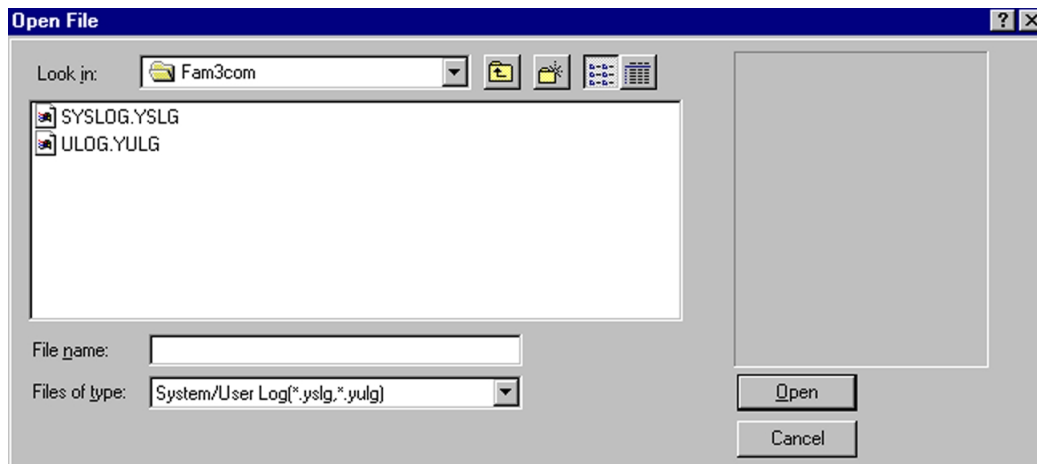 Open File
Look in: Fam3com
SYSLOG.YSLG
ULOG.YULG
File name:
Files of type: System/User Log(*.yslg,*.yulg)
Open
Cancel